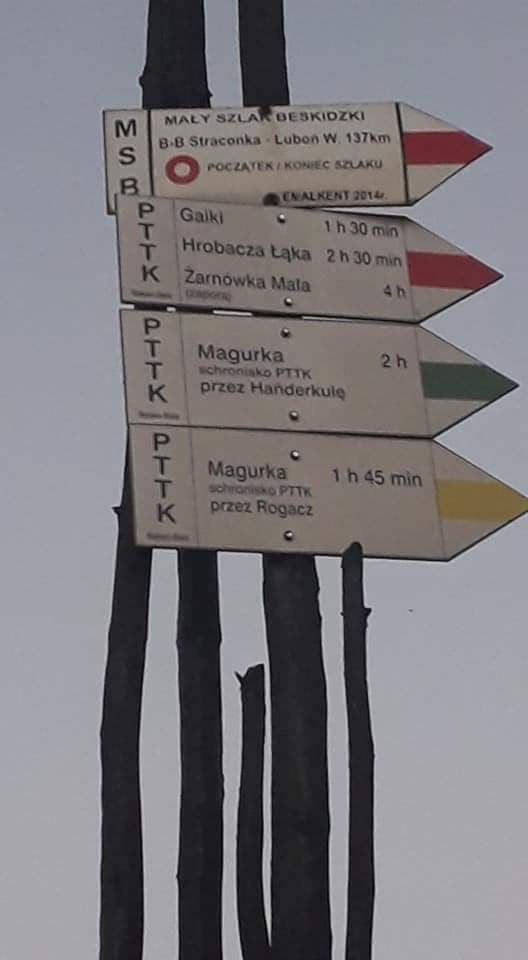 MSB
MAŁY SZLAK BESKIDZKI
B-B Straconka - Luboń W. 137km
POCZĄTEK / KONIEC SZLAKU
ENIALKENT 2014r.
PTTK
Gaiki 1 h 30 min
Hrobacza Łąka 2 h 30 min
Żarnówka Mała 4 h
(zapora)
PTTK
Magurka 2 h
schronisko PTTK
przez Handerkulę
PTTK
Magurka 1 h 45 min
schronisko PTTK
przez Rogacz